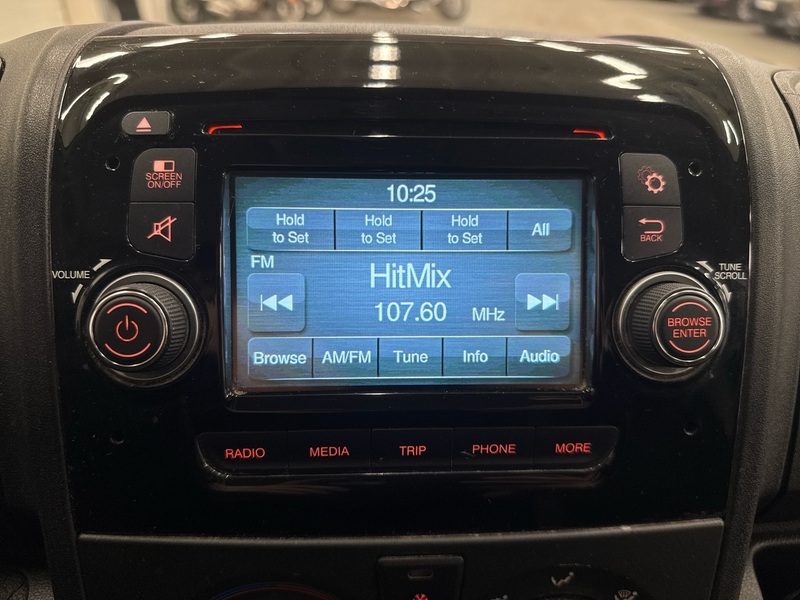 SCREEN
ON/OFF
VOLUME
10:25
Hold
to Set
Hold
to Set
Hold
to Set
All
FM
HitMix
107.60 MHz
Browse AM/FM Tune Info Audio
BACK
TUNE
SCROLL
BROWSE
ENTER
RADIO MEDIA TRIP PHONE MORE